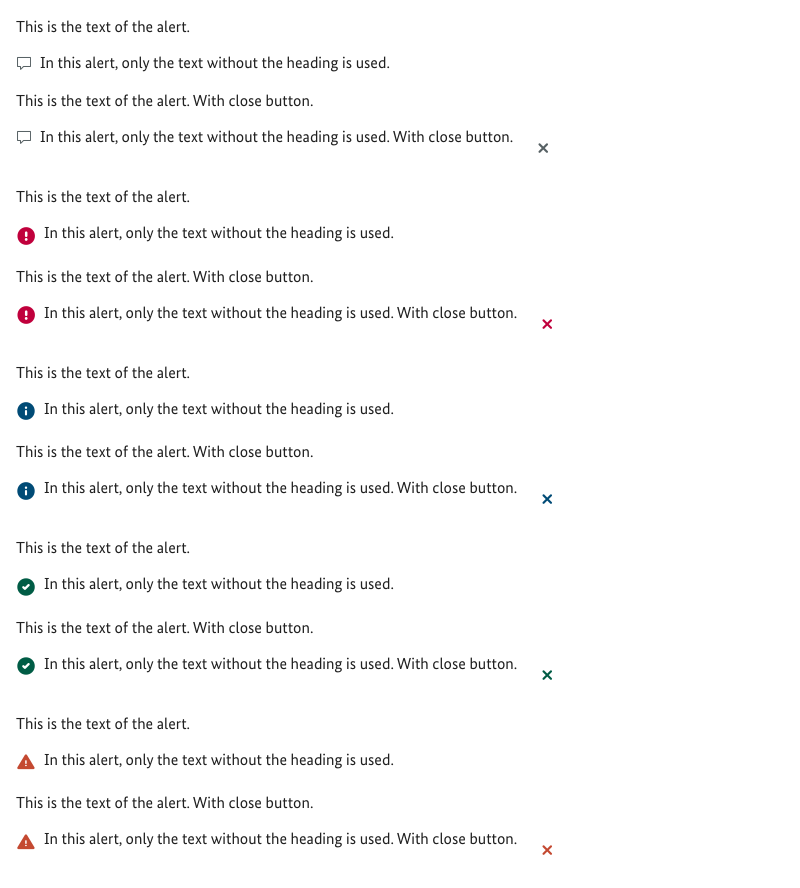 This is the text of the alert.
In this alert, only the text without the heading is used.
This is the text of the alert. With close button.
In this alert, only the text without the heading is used. With close button.
This is the text of the alert.
In this alert, only the text without the heading is used.
This is the text of the alert. With close button.
In this alert, only the text without the heading is used. With close button.
This is the text of the alert.
In this alert, only the text without the heading is used.
This is the text of the alert. With close button.
In this alert, only the text without the heading is used. With close button.
This is the text of the alert.
In this alert, only the text without the heading is used.
This is the text of the alert. With close button.
In this alert, only the text without the heading is used. With close button.
This is the text of the alert.
In this alert, only the text without the heading is used.
This is the text of the alert. With close button.
In this alert, only the text without the heading is used. With close button.